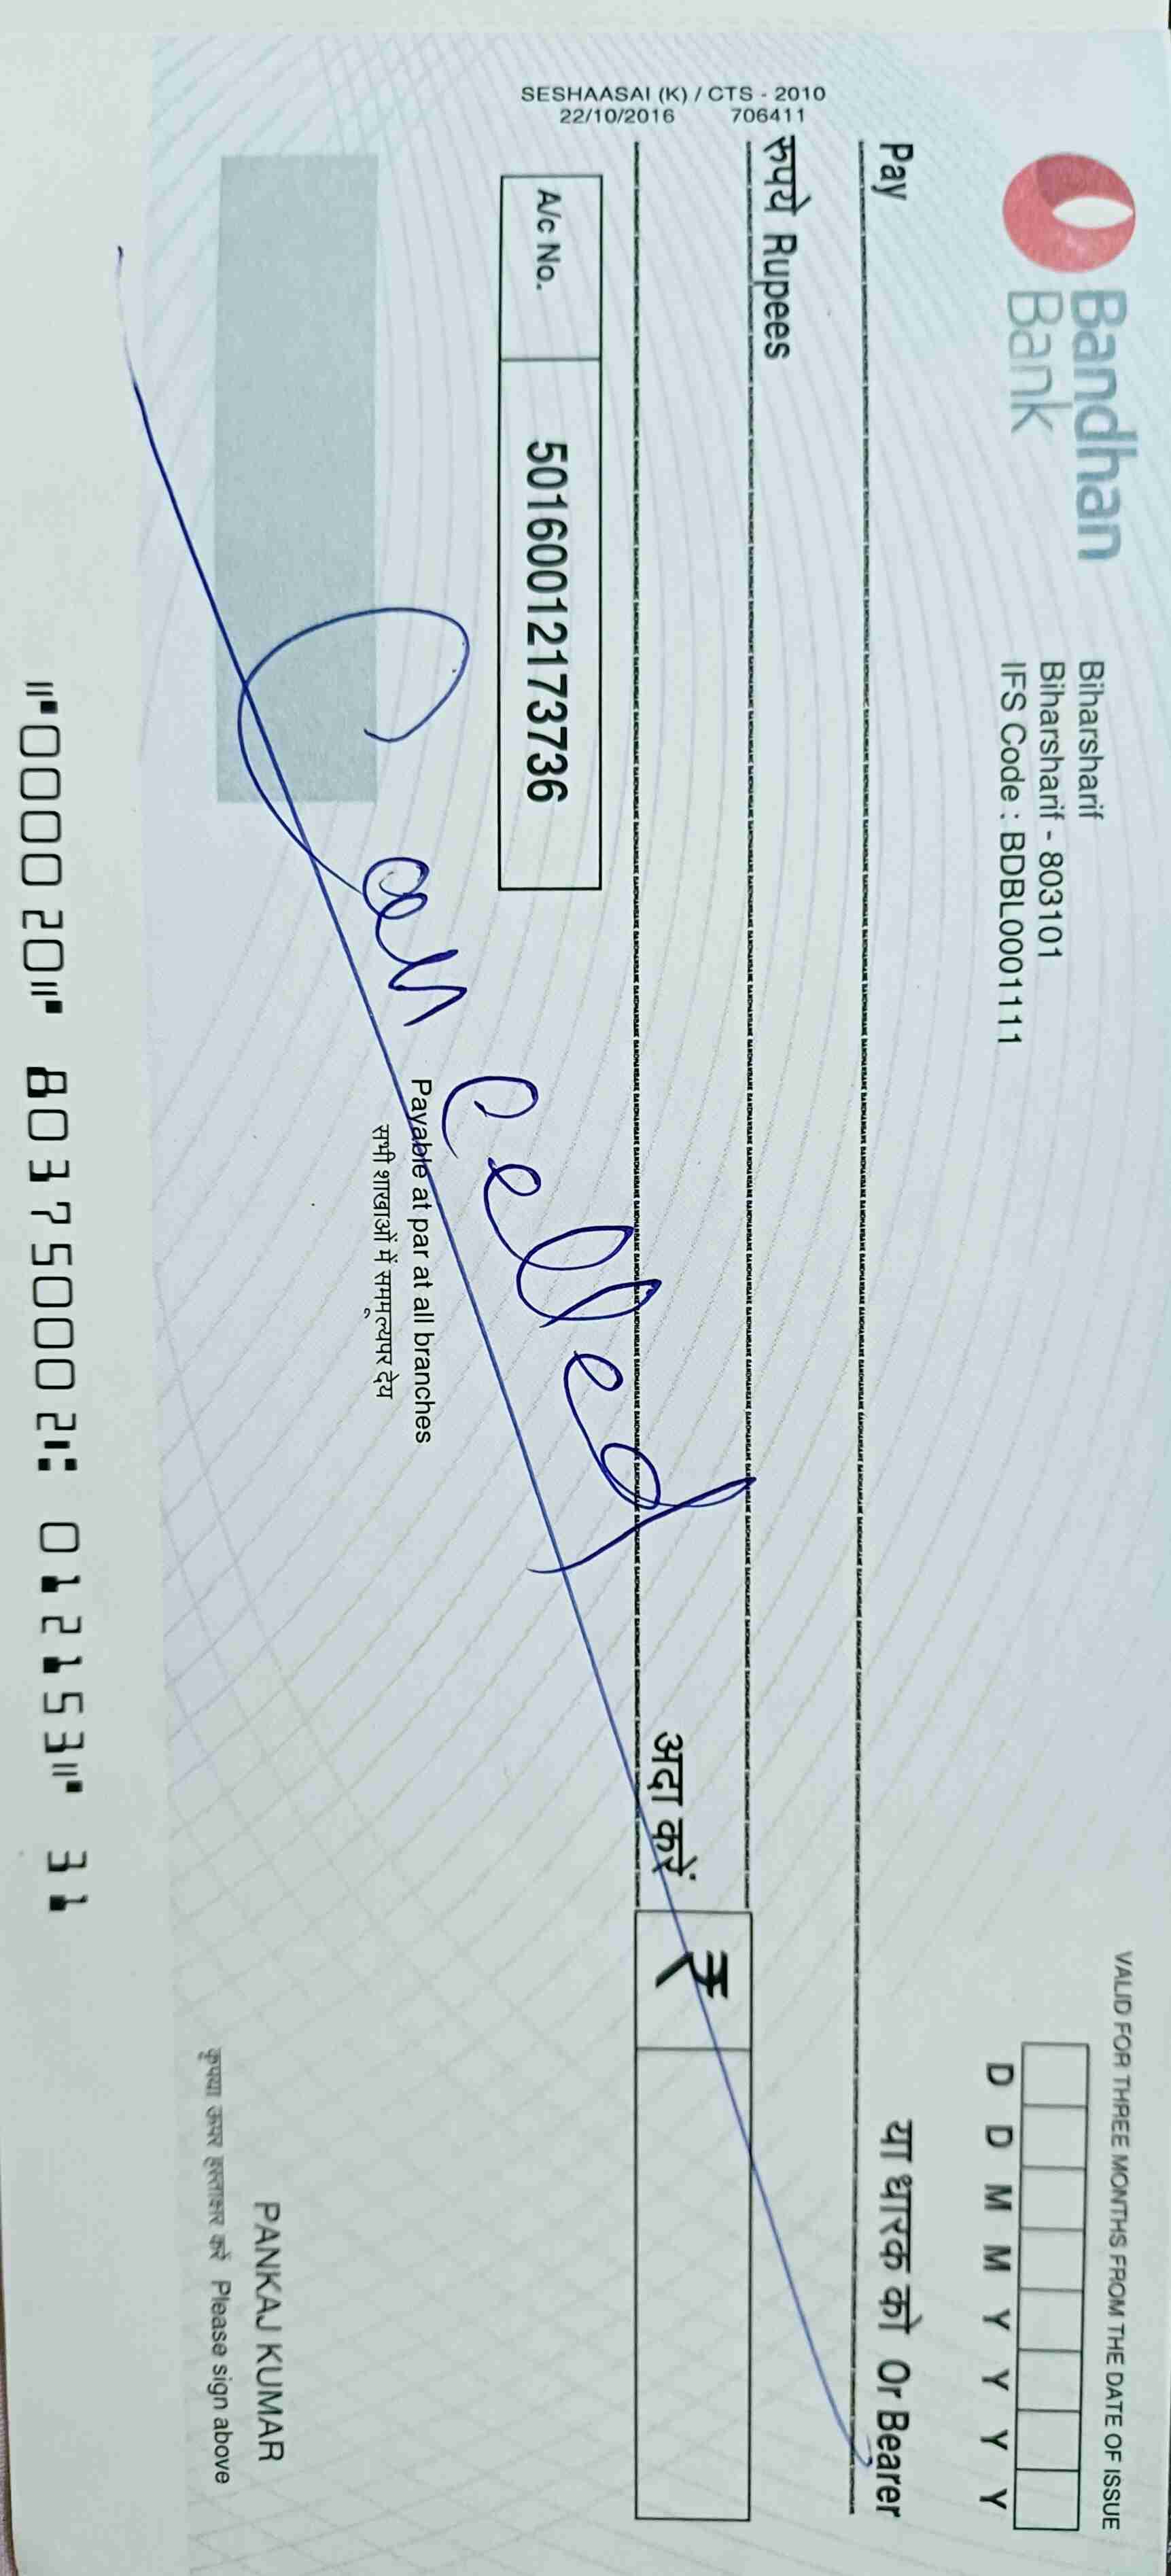 Bandhan
Bank
Biharsharif
Biharsharif - 803101
IFS Code : BDBL0001111
VALID FOR THREE MONTHS FROM THE DATE OF ISSUE
D D M M Y Y Y Y
Pay
या धारक को Or Bearer
रुपये Rupees
अदा करें
₹
SESHAASAI (K) / CTS - 2010
22/10/2016 706411
A/c No. 50160012173736
Cancelled
Payable at par at all branches
सभी शाखाओं में सममूल्यपर देय
PANKAJ KUMAR
कृपया ऊपर हस्ताक्षर करें Please sign above
⑈000020⑈ 803750002⑆ 012153⑈ 31